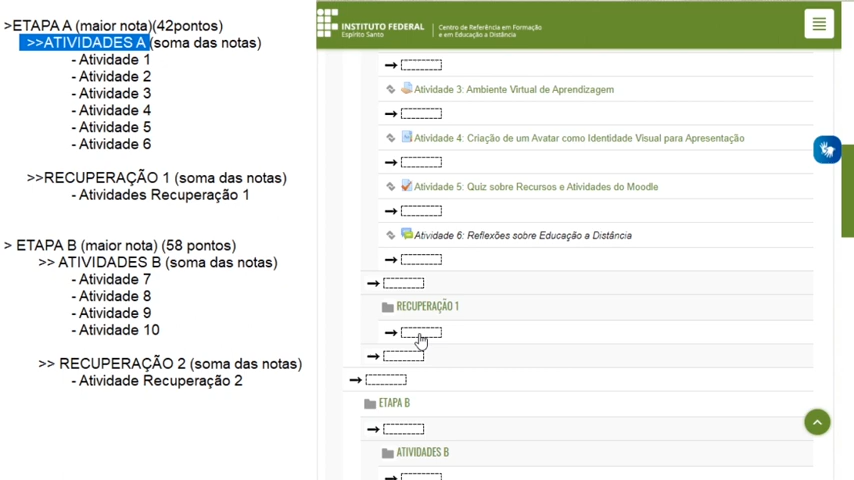 >ETAPA A (maior nota)(42pontos)
>>ATIVIDADES A (soma das notas)
- Atividade 1
- Atividade 2
- Atividade 3
- Atividade 4
- Atividade 5
- Atividade 6
>>RECUPERAÇÃO 1 (soma das notas)
- Atividades Recuperação 1
> ETAPA B (maior nota) (58 pontos)
>> ATIVIDADES B (soma das notas)
- Atividade 7
- Atividade 8
- Atividade 9
- Atividade 10
>> RECUPERAÇÃO 2 (soma das notas)
- Atividade Recuperação 2
INSTITUTO FEDERAL
Espírito Santo
Centro de Referência em Formação
e em Educação a Distância
Atividade 3: Ambiente Virtual de Aprendizagem
Atividade 4: Criação de um Avatar como Identidade Visual para Apresentação
Atividade 5: Quiz sobre Recursos e Atividades do Moodle
Atividade 6: Reflexões sobre Educação a Distância
RECUPERAÇÃO 1
ETAPA B
ATIVIDADES B